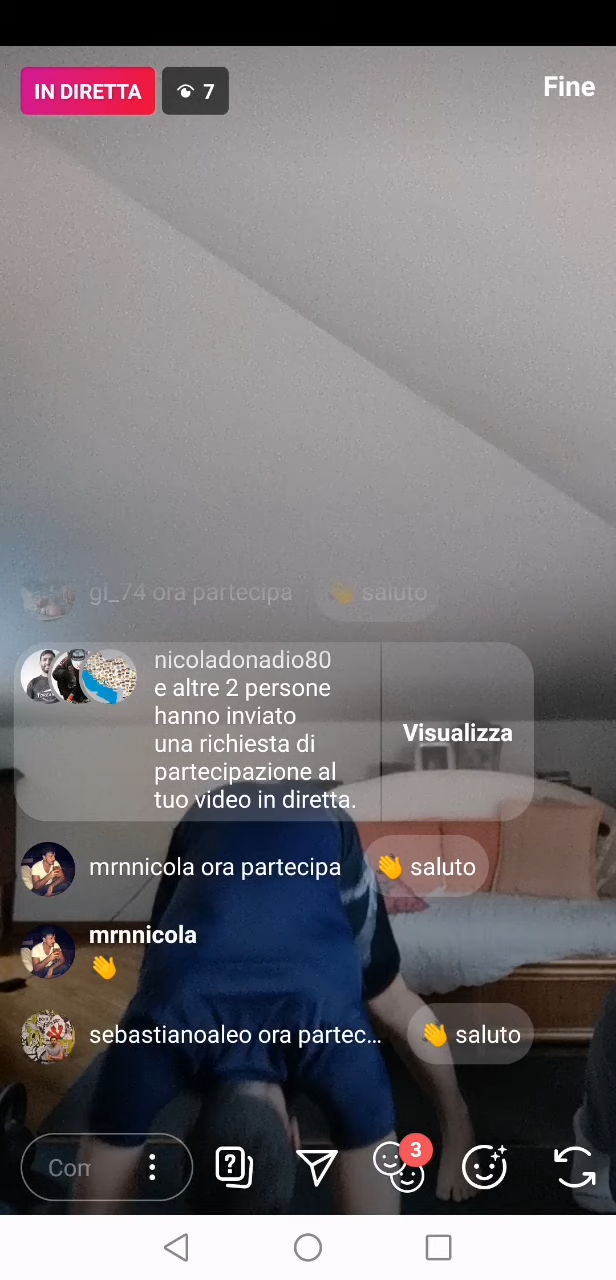 IN DIRETTA 7 Fine
gl_74 ora partecipa 👋 saluto
nicoladonadio80
e altre 2 persone
hanno inviato
una richiesta di
partecipazione al
tuo video in diretta.
Visualizza
mrnnicola ora partecipa 👋 saluto
mrnnicola
👋
sebastianoaleo ora partec... 👋 saluto
Com
3